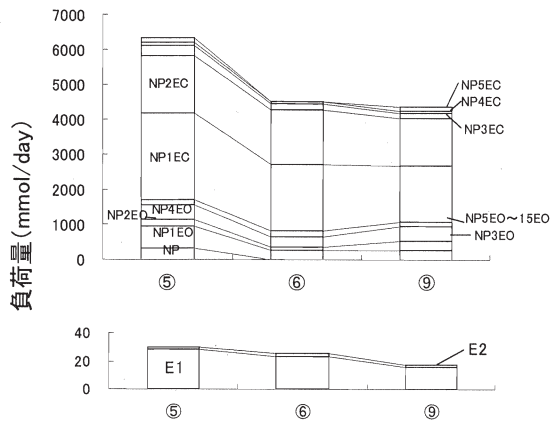 負荷量(mmol/day)
7000
6000
5000
4000
3000
2000
1000
0
NP2EC
NP1EC
NP2EO
NP4EO
NP1EO
NP
NP5EC
NP4EC
NP3EC
NP5EO～15EO
NP3EO
⑤ ⑥ ⑨
40
20
0
E1
E2
⑤ ⑥ ⑨